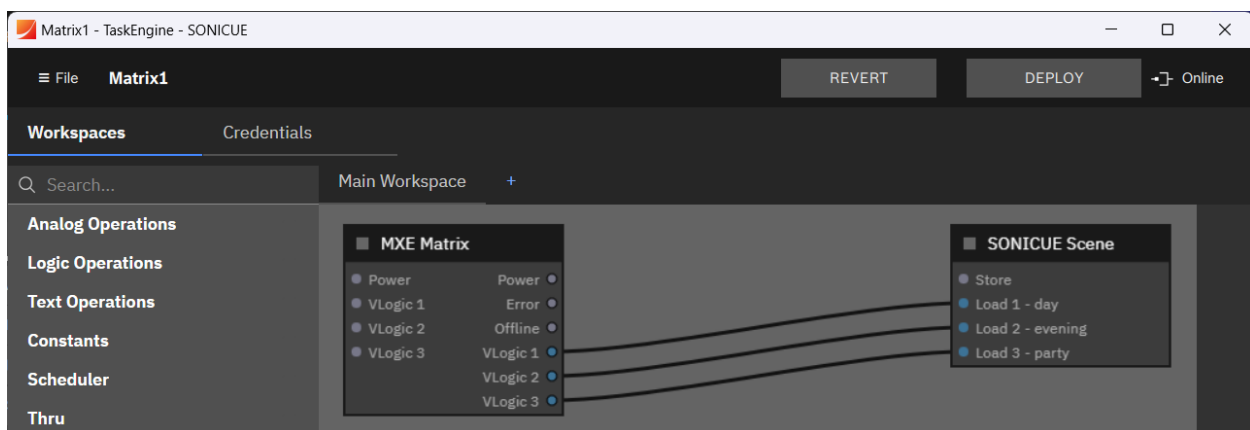 Matrix1 - TaskEngine - SONICUE
File Matrix1 REVERT DEPLOY Online
Workspaces Credentials
Search... Main Workspace +
Analog Operations
Logic Operations
Text Operations
Constants
Scheduler
Thru
MXE Matrix
Power Power
VLogic 1 Error
VLogic 2 Offline
VLogic 3 VLogic 1
VLogic 2
VLogic 3
SONICUE Scene
Store
Load 1 - day
Load 2 - evening
Load 3 - party